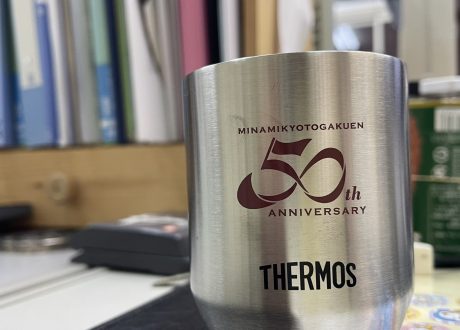 MINAMIKYOTOGAKUEN
50th
ANNIVERSARY
THERMOS